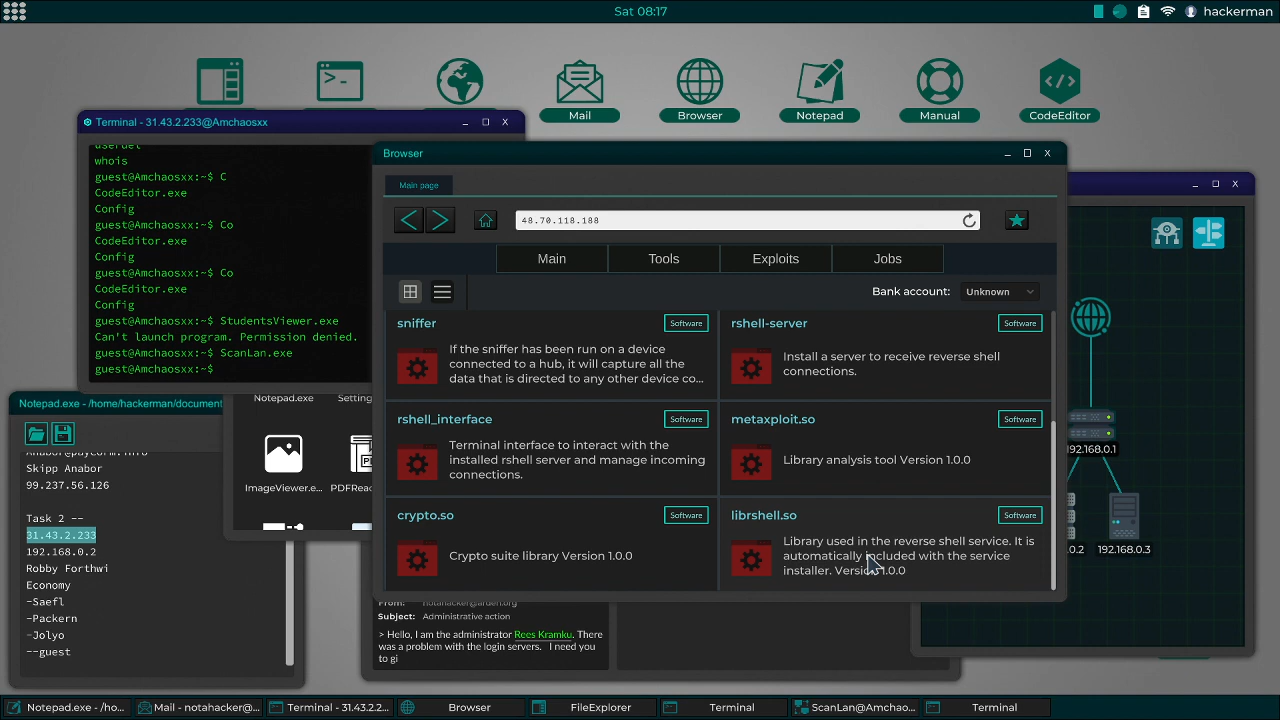 Sat 08:17
hackerman
Mail
Browser
Notepad
Manual
CodeEditor
Terminal - 31.43.2.233@Amchaosxx
userdel
whois
guest@Amchaosxx:~$ C
CodeEditor.exe
Config
guest@Amchaosxx:~$ Co
CodeEditor.exe
Config
guest@Amchaosxx:~$ Co
CodeEditor.exe
Config
guest@Amchaosxx:~$ StudentsViewer.exe
Can't launch program. Permission denied.
guest@Amchaosxx:~$ ScanLan.exe
guest@Amchaosxx:~$
Browser
Main page
48.70.118.188
Main
Tools
Exploits
Jobs
Bank account:
Unknown
sniffer
Software
If the sniffer has been run on a device
connected to a hub, it will capture all the
data that is directed to any other device co...
rshell-server
Software
Install a server to receive reverse shell
connections.
rshell_interface
Software
Terminal interface to interact with the
installed rshell server and manage incoming
connections.
metaxploit.so
Software
Library analysis tool Version 1.0.0
crypto.so
Software
Crypto suite library Version 1.0.0
librshell.so
Software
Library used in the reverse shell service. It is
automatically included with the service
installer. Version 1.0.0
Notepad.exe - /home/hackerman/document
Anabor@paycorm.info
Skipp Anabor
99.237.56.126
Task 2 --
31.43.2.233
192.168.0.2
Robby Forthwi
Economy
-Saefl
-Packern
-Jolyo
--guest
Notepad.exe
Setting
ImageViewer.e...
PDFRea
From:
notahacker@arden.org
Subject:
Administrative action
> Hello, I am the administrator Rees Kramku. There
was a problem with the login servers. I need you
to gi
192.168.0.1
0.2
192.168.0.3
Notepad.exe - /ho...
Mail - notahacker@...
Terminal - 31.43.2.2...
Browser
FileExplorer
Terminal
ScanLan@Amchao...
Terminal